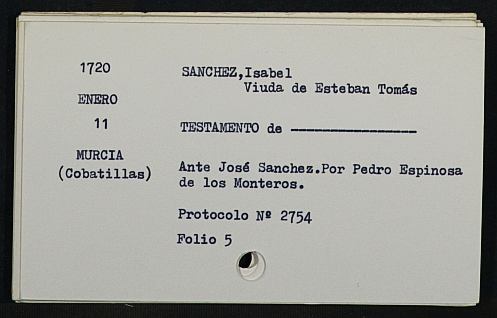 1720
ENERO
11
MURCIA
(Cobatillas)
SANCHEZ,Isabel
Viuda de Esteban Tomás
TESTAMENTO de ------------------
Ante José Sanchez.Por Pedro Espinosa
de los Monteros.
Protocolo Nº 2754
Folio 5